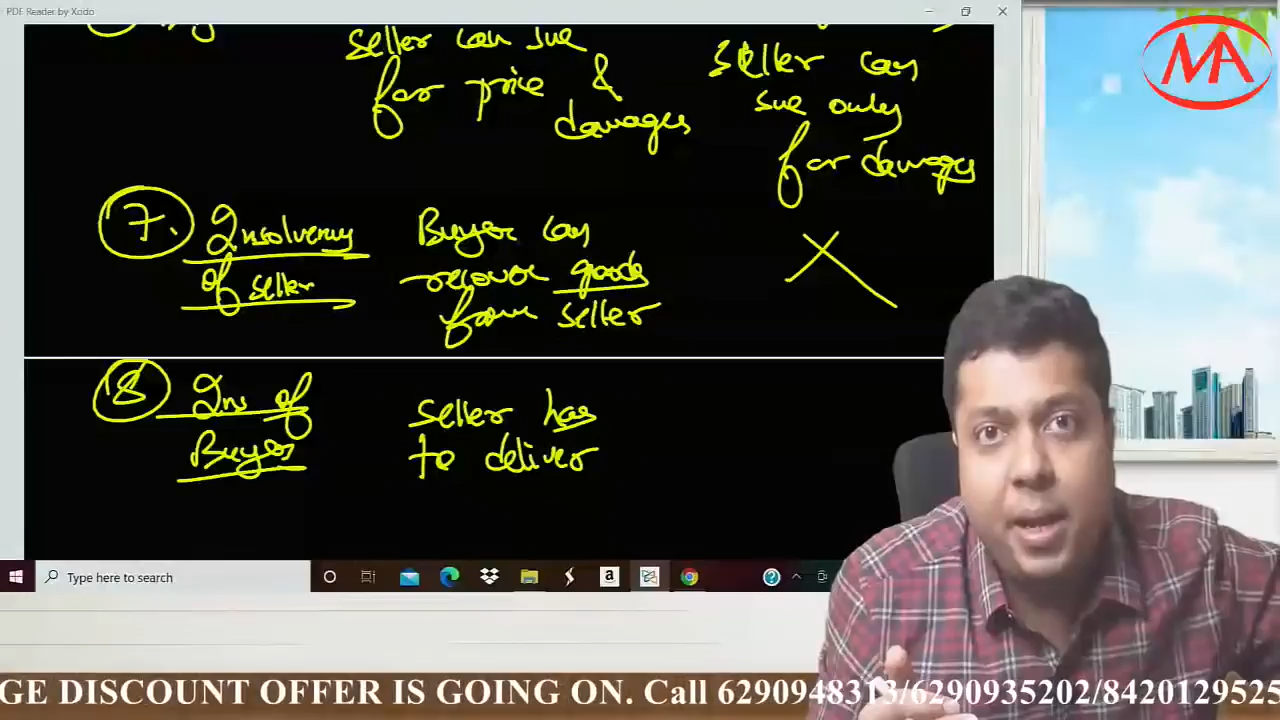 PDF Reader by Xodo
MA
seller can sue
for price &
damages
seller can
sue only
for damages
7. Insolvency
of seller
Buyer can
recover goods
from seller
8 Ins of
Buyer
seller has
to deliver
Type here to search
GE DISCOUNT OFFER IS GOING ON. Call 6290948313/6290935202/8420129525